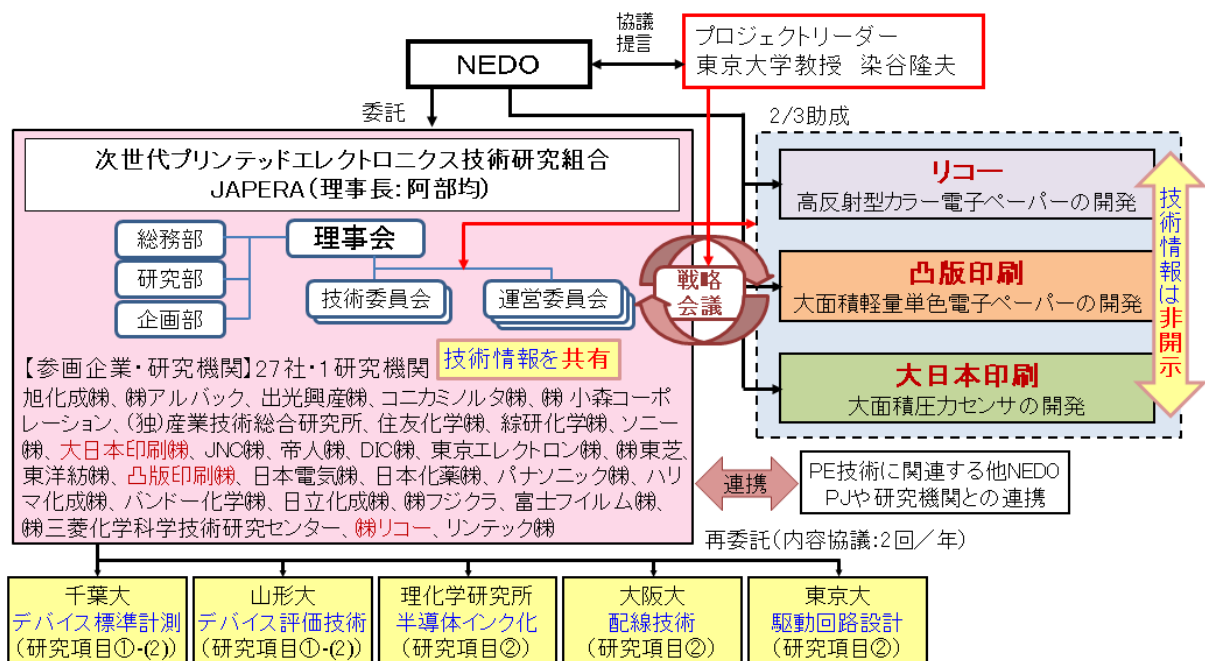 協議
提言
プロジェクトリーダー
東京大学教授 染谷隆夫
NEDO
委託
2/3助成
次世代プリンテッドエレクトロニクス技術研究組合
JAPERA(理事長:阿部均)
総務部
研究部
企画部
理事会
技術委員会
運営委員会
戦略
会議
リコー
高反射型カラー電子ペーパーの開発
凸版印刷
大面積軽量単色電子ペーパーの開発
大日本印刷
大面積圧力センサの開発
技術情報は非開示
【参画企業・研究機関】27社・1研究機関
技術情報を共有
旭化成㈱、㈱アルバック、出光興産㈱、コニカミノルタ㈱、㈱ 小森コーポ
レーション、(独)産業技術総合研究所、住友化学㈱、綜研化学㈱、ソニー
㈱、大日本印刷㈱、JNC㈱、帝人㈱、DIC㈱、東京エレクトロン㈱、㈱東芝、
東洋紡㈱、凸版印刷㈱、日本電気㈱、日本化薬㈱、パナソニック㈱、ハリ
マ化成㈱、バンドー化学㈱、日立化成㈱、㈱フジクラ、富士フイルム㈱、
㈱三菱化学科学技術研究センター、㈱リコー、リンテック㈱
連携
PE技術に関連する他NEDO
PJや研究機関との連携
再委託(内容協議:2回/年)
千葉大
デバイス標準計測
(研究項目①-(2))
山形大
デバイス評価技術
(研究項目①-(2))
理化学研究所
半導体インク化
(研究項目②)
大阪大
配線技術
(研究項目②)
東京大
駆動回路設計
(研究項目②)